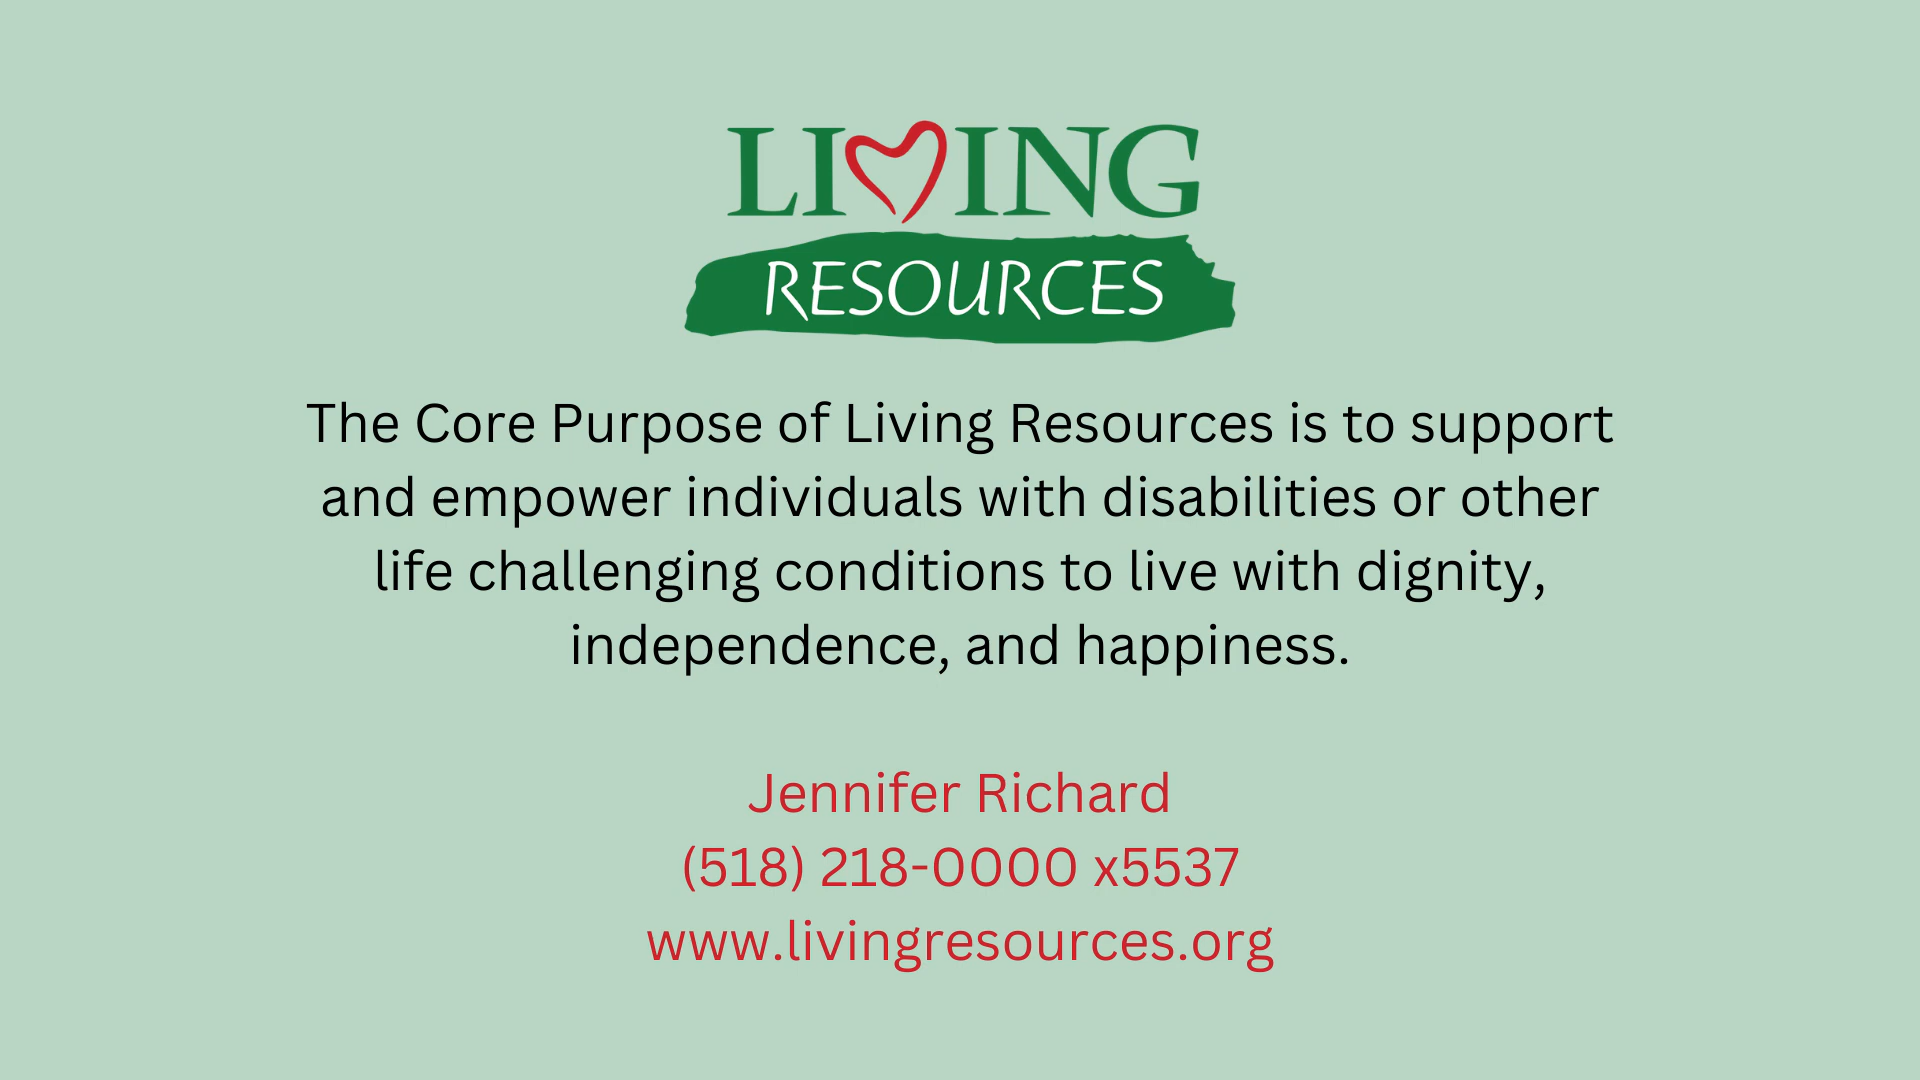 LIVING
RESOURCES
The Core Purpose of Living Resources is to support
and empower individuals with disabilities or other
life challenging conditions to live with dignity,
independence, and happiness.
Jennifer Richard
(518) 218-0000 x5537
www.livingresources.org